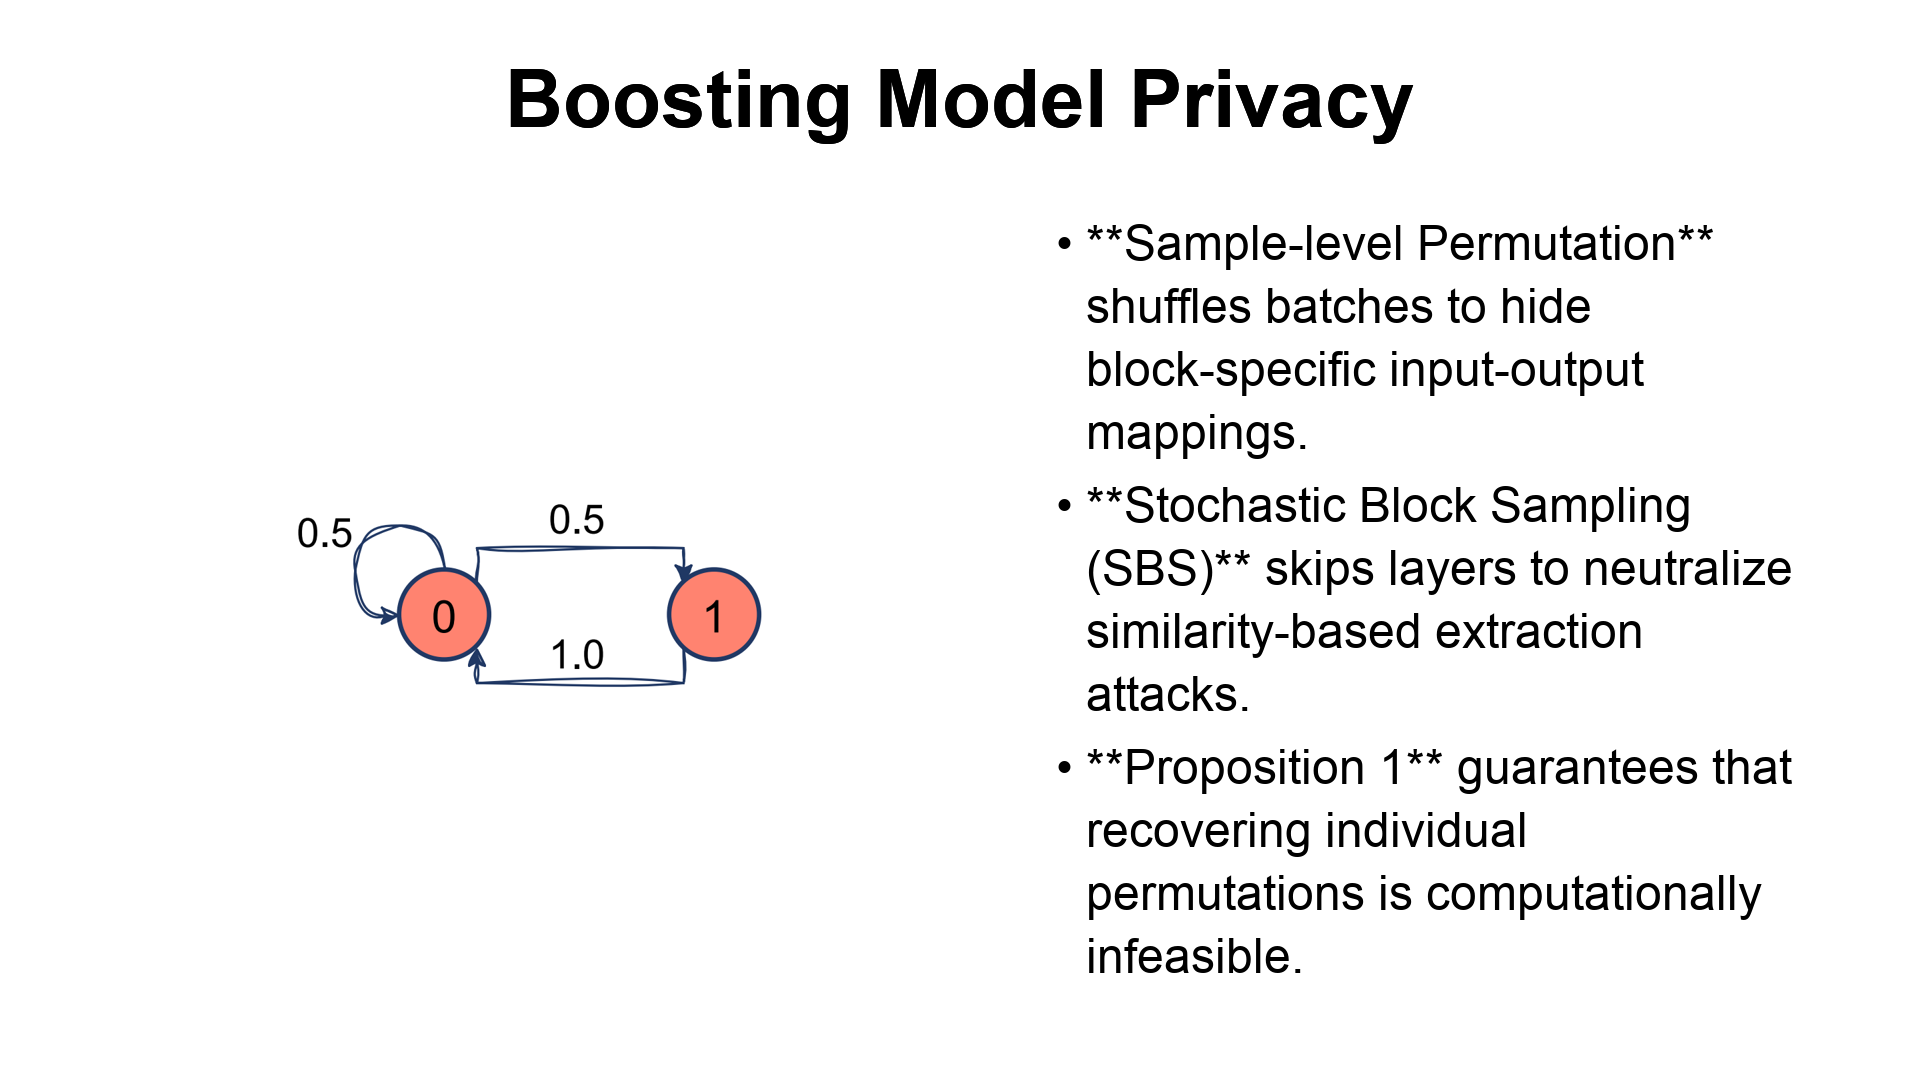 Boosting Model Privacy
0.5
0.5
0
1
1.0
• **Sample-level Permutation**
shuffles batches to hide
block-specific input-output
mappings.
• **Stochastic Block Sampling
(SBS)** skips layers to neutralize
similarity-based extraction
attacks.
• **Proposition 1** guarantees that
recovering individual
permutations is computationally
infeasible.